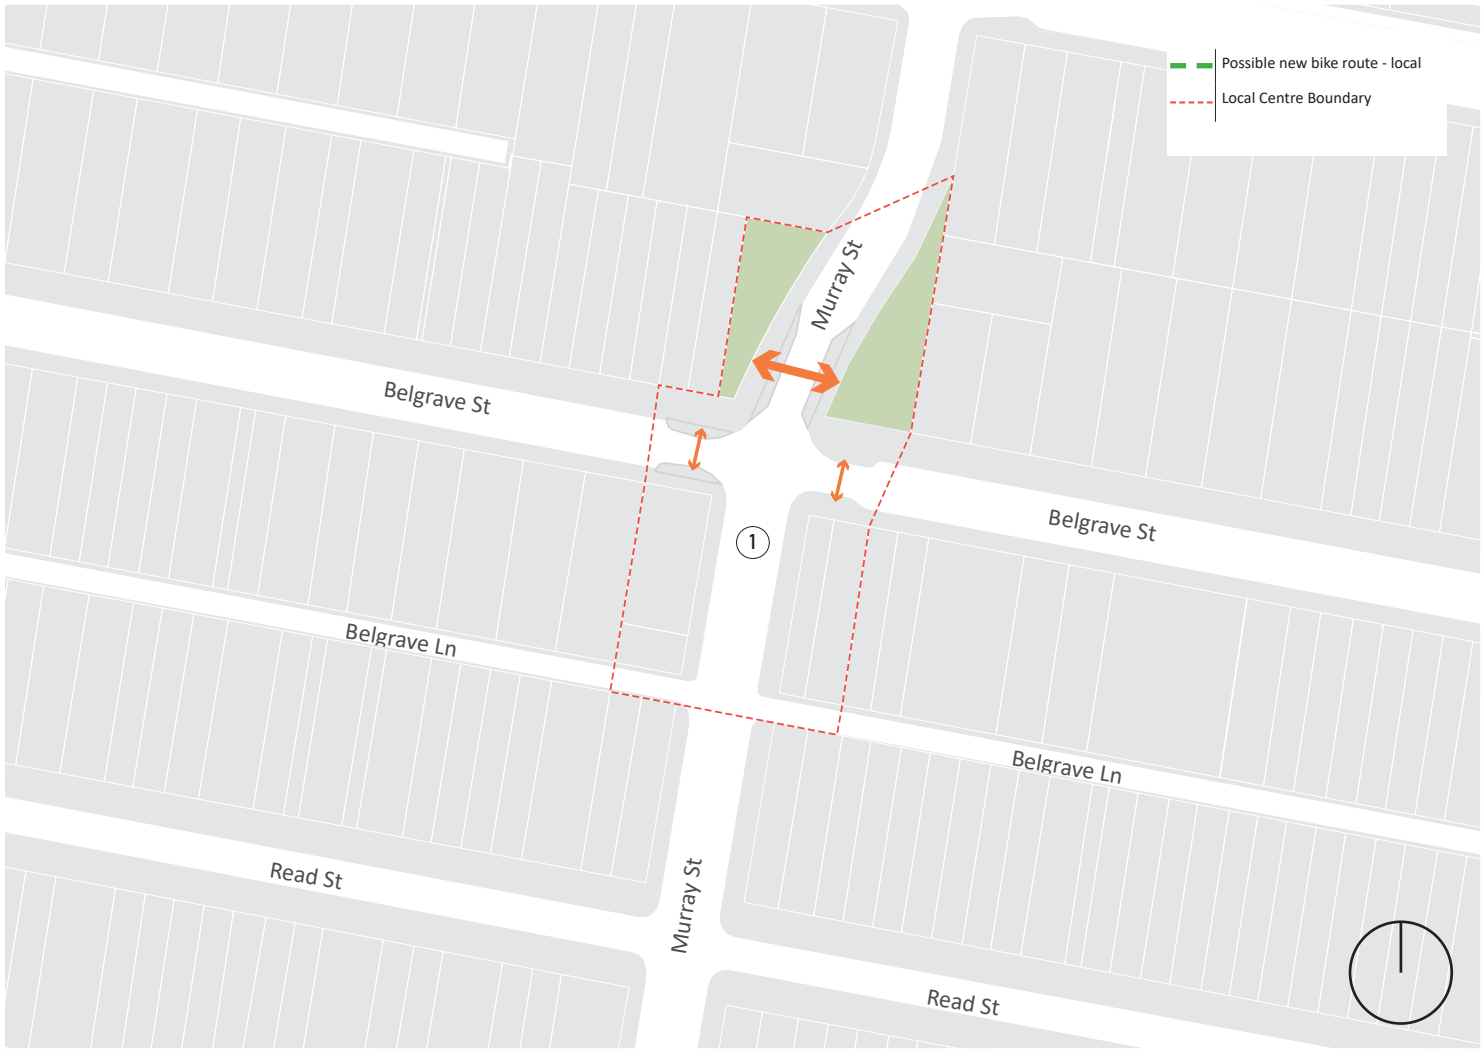 Possible new bike route - local
Local Centre Boundary
Murray St
Belgrave St
Belgrave St
1
Belgrave Ln
Belgrave Ln
Read St
Murray St
Read St